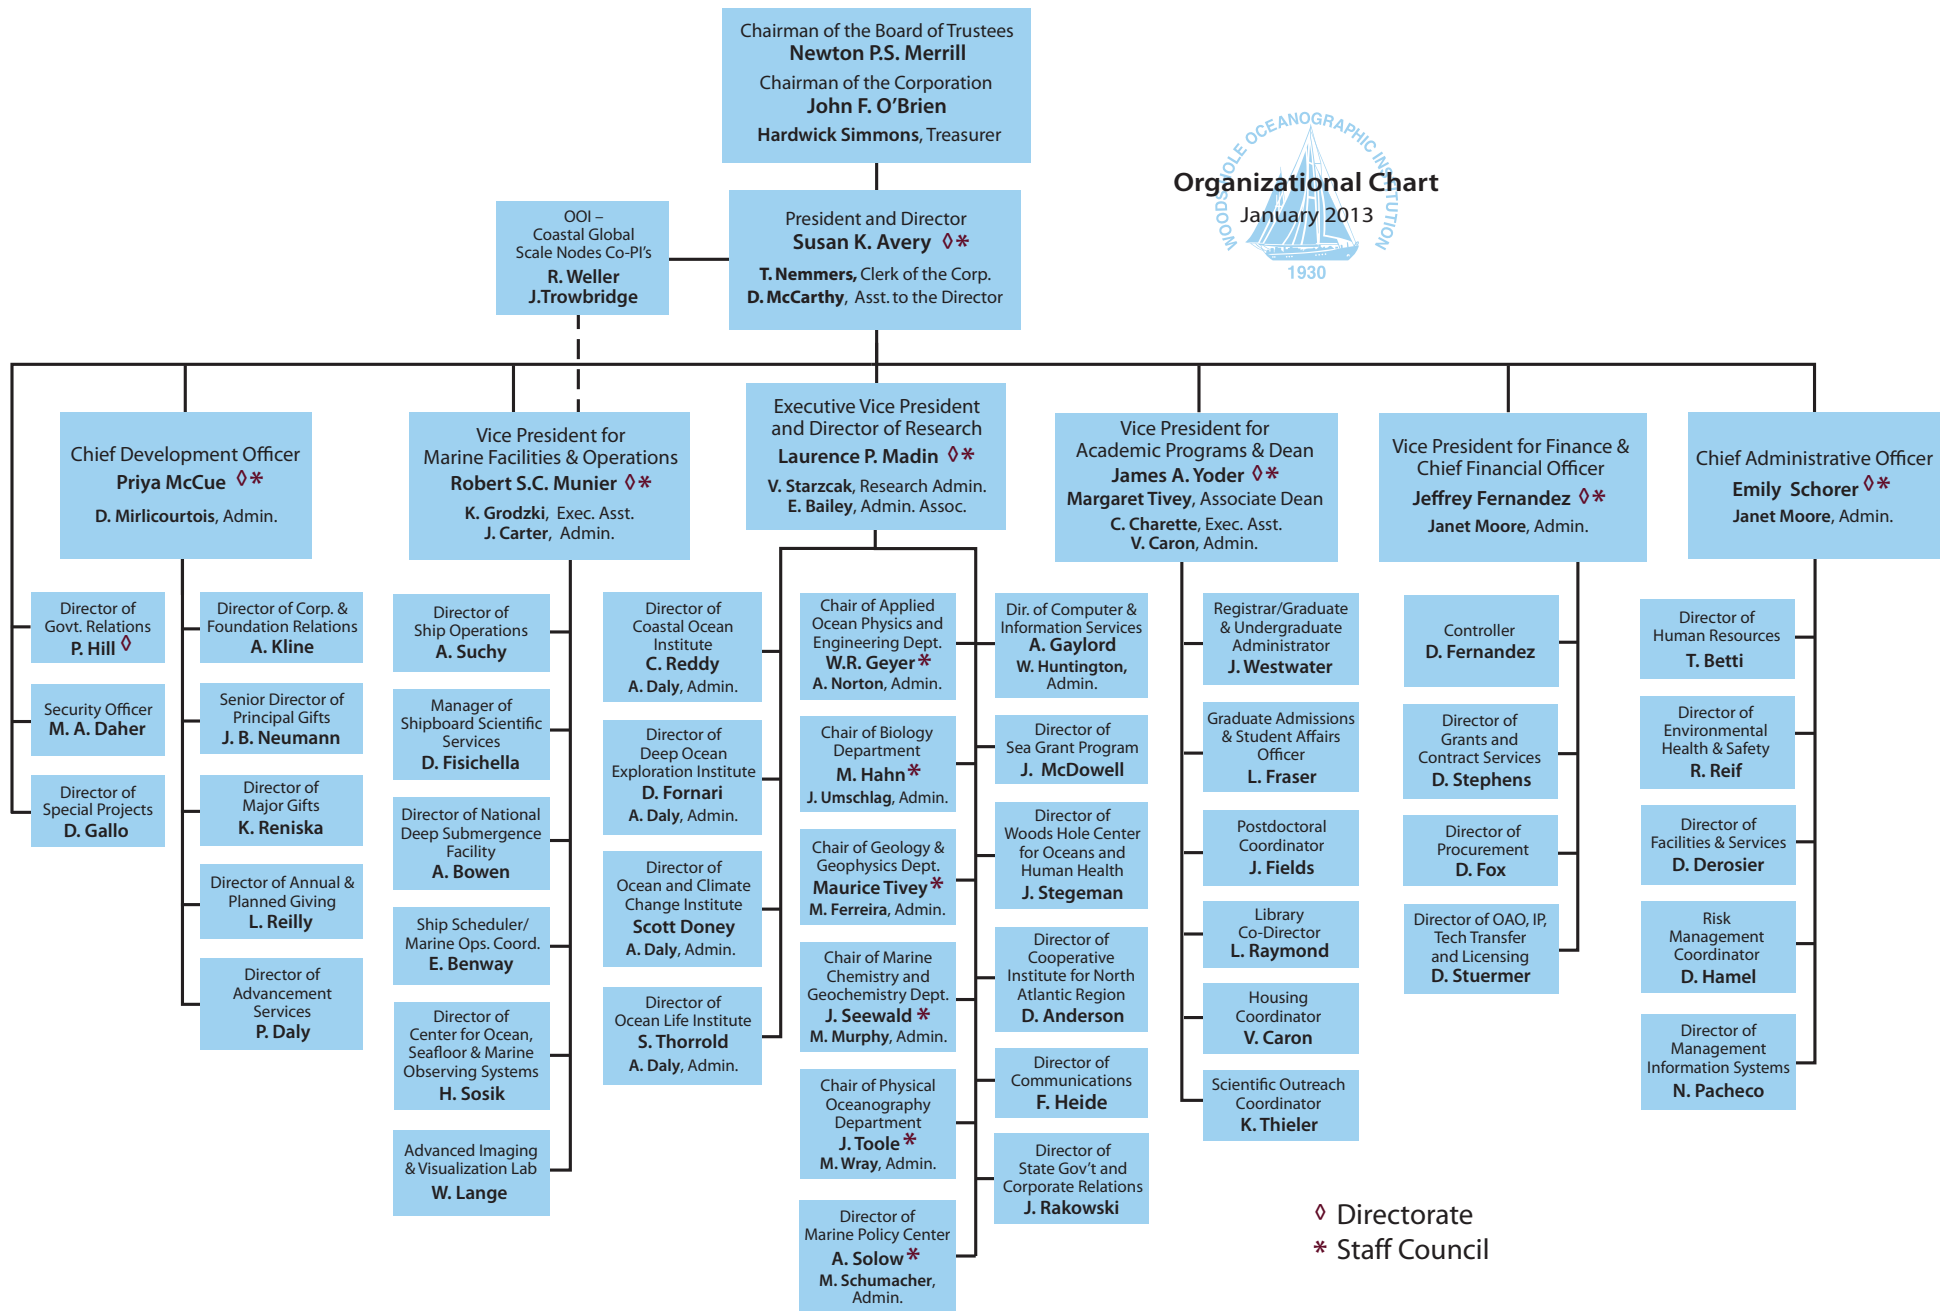 Chairman of the Board of Trustees
Newton P.S. Merrill
Chairman of the Corporation
John F. O'Brien
Hardwick Simmons, Treasurer
WOODS HOLE OCEANOGRAPHIC INSTITUTION
1930
Organizational Chart
January 2013
OOI –
Coastal Global
Scale Nodes Co-PI's
R. Weller
J.Trowbridge
President and Director
Susan K. Avery ◊*
T. Nemmers, Clerk of the Corp.
D. McCarthy, Asst. to the Director
Chief Development Officer
Priya McCue ◊*
D. Mirlicourtois, Admin.
Vice President for
Marine Facilities & Operations
Robert S.C. Munier ◊*
K. Grodzki, Exec. Asst.
J. Carter, Admin.
Executive Vice President
and Director of Research
Laurence P. Madin ◊*
V. Starzcak, Research Admin.
E. Bailey, Admin. Assoc.
Vice President for
Academic Programs & Dean
James A. Yoder ◊*
Margaret Tivey, Associate Dean
C. Charette, Exec. Asst.
V. Caron, Admin.
Vice President for Finance &
Chief Financial Officer
Jeffrey Fernandez ◊*
Janet Moore, Admin.
Chief Administrative Officer
Emily Schorer ◊*
Janet Moore, Admin.
Director of
Govt. Relations
P. Hill ◊
Security Officer
M. A. Daher
Director of
Special Projects
D. Gallo
Director of Corp. &
Foundation Relations
A. Kline
Senior Director of
Principal Gifts
J. B. Neumann
Director of
Major Gifts
K. Reniska
Director of Annual &
Planned Giving
L. Reilly
Director of
Advancement
Services
P. Daly
Director of
Ship Operations
A. Suchy
Manager of
Shipboard Scientific
Services
D. Fisichella
Director of National
Deep Submergence
Facility
A. Bowen
Ship Scheduler/
Marine Ops. Coord.
E. Benway
Director of
Center for Ocean,
Seafloor & Marine
Observing Systems
H. Sosik
Advanced Imaging
& Visualization Lab
W. Lange
Director of
Coastal Ocean
Institute
C. Reddy
A. Daly, Admin.
Director of
Deep Ocean
Exploration Institute
D. Fornari
A. Daly, Admin.
Director of
Ocean and Climate
Change Institute
Scott Doney
A. Daly, Admin.
Director of
Ocean Life Institute
S. Thorrold
A. Daly, Admin.
Chair of Applied
Ocean Physics and
Engineering Dept.
W.R. Geyer *
A. Norton, Admin.
Chair of Biology
Department
M. Hahn *
J. Umschlag, Admin.
Chair of Geology &
Geophysics Dept.
Maurice Tivey *
M. Ferreira, Admin.
Chair of Marine
Chemistry and
Geochemistry Dept.
J. Seewald *
M. Murphy, Admin.
Chair of Physical
Oceanography
Department
J. Toole *
M. Wray, Admin.
Director of
Marine Policy Center
A. Solow *
M. Schumacher,
Admin.
Dir. of Computer &
Information Services
A. Gaylord
W. Huntington,
Admin.
Director of
Sea Grant Program
J. McDowell
Director of
Woods Hole Center
for Oceans and
Human Health
J. Stegeman
Director of
Cooperative
Institute for North
Atlantic Region
D. Anderson
Director of
Communications
F. Heide
Director of
State Gov't and
Corporate Relations
J. Rakowski
Registrar/Graduate
& Undergraduate
Administrator
J. Westwater
Graduate Admissions
& Student Affairs
Officer
L. Fraser
Postdoctoral
Coordinator
J. Fields
Library
Co-Director
L. Raymond
Housing
Coordinator
V. Caron
Scientific Outreach
Coordinator
K. Thieler
Controller
D. Fernandez
Director of
Grants and
Contract Services
D. Stephens
Director of
Procurement
D. Fox
Director of OAO, IP,
Tech Transfer
and Licensing
D. Stuermer
Director of
Human Resources
T. Betti
Director of
Environmental
Health & Safety
R. Reif
Director of
Facilities & Services
D. Derosier
Risk
Management
Coordinator
D. Hamel
Director of
Management
Information Systems
N. Pacheco
◊ Directorate
* Staff Council